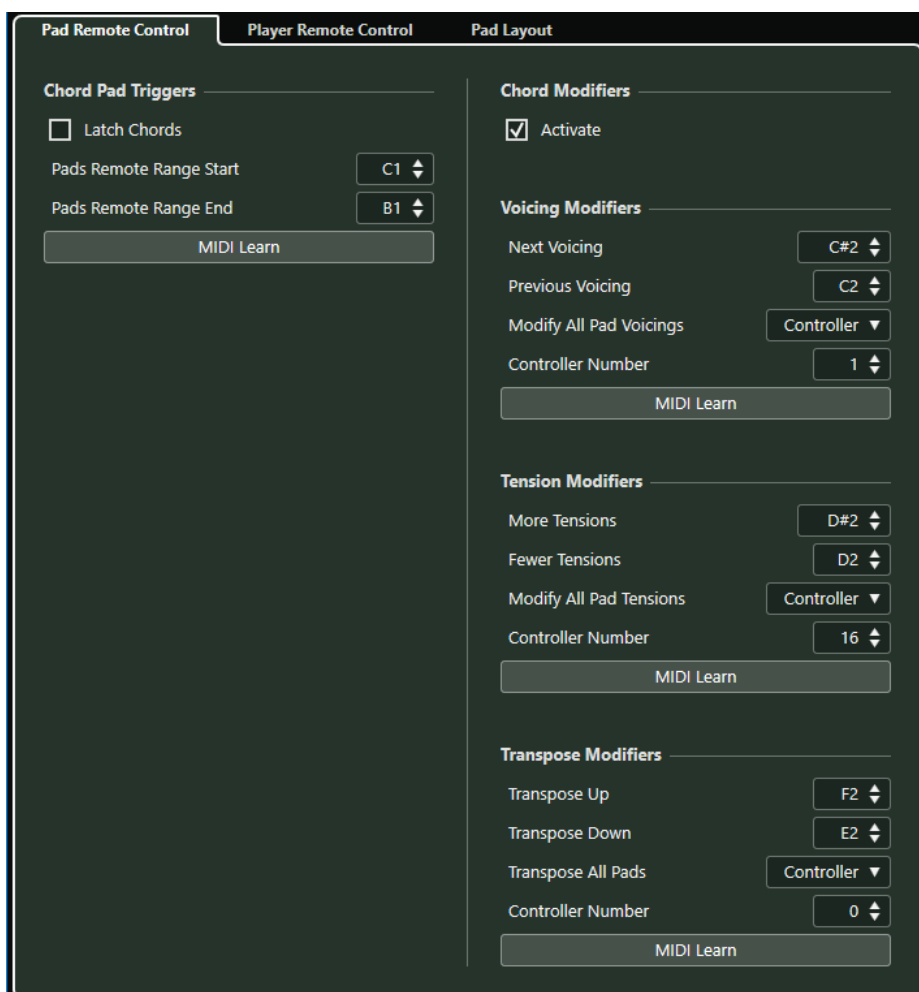 Pad Remote Control Player Remote Control Pad Layout
Chord Pad Triggers
Latch Chords
Pads Remote Range Start C1
Pads Remote Range End B1
MIDI Learn
Chord Modifiers
Activate
Voicing Modifiers
Next Voicing C#2
Previous Voicing C2
Modify All Pad Voicings Controller
Controller Number 1
MIDI Learn
Tension Modifiers
More Tensions D#2
Fewer Tensions D2
Modify All Pad Tensions Controller
Controller Number 16
MIDI Learn
Transpose Modifiers
Transpose Up F2
Transpose Down E2
Transpose All Pads Controller
Controller Number 0
MIDI Learn